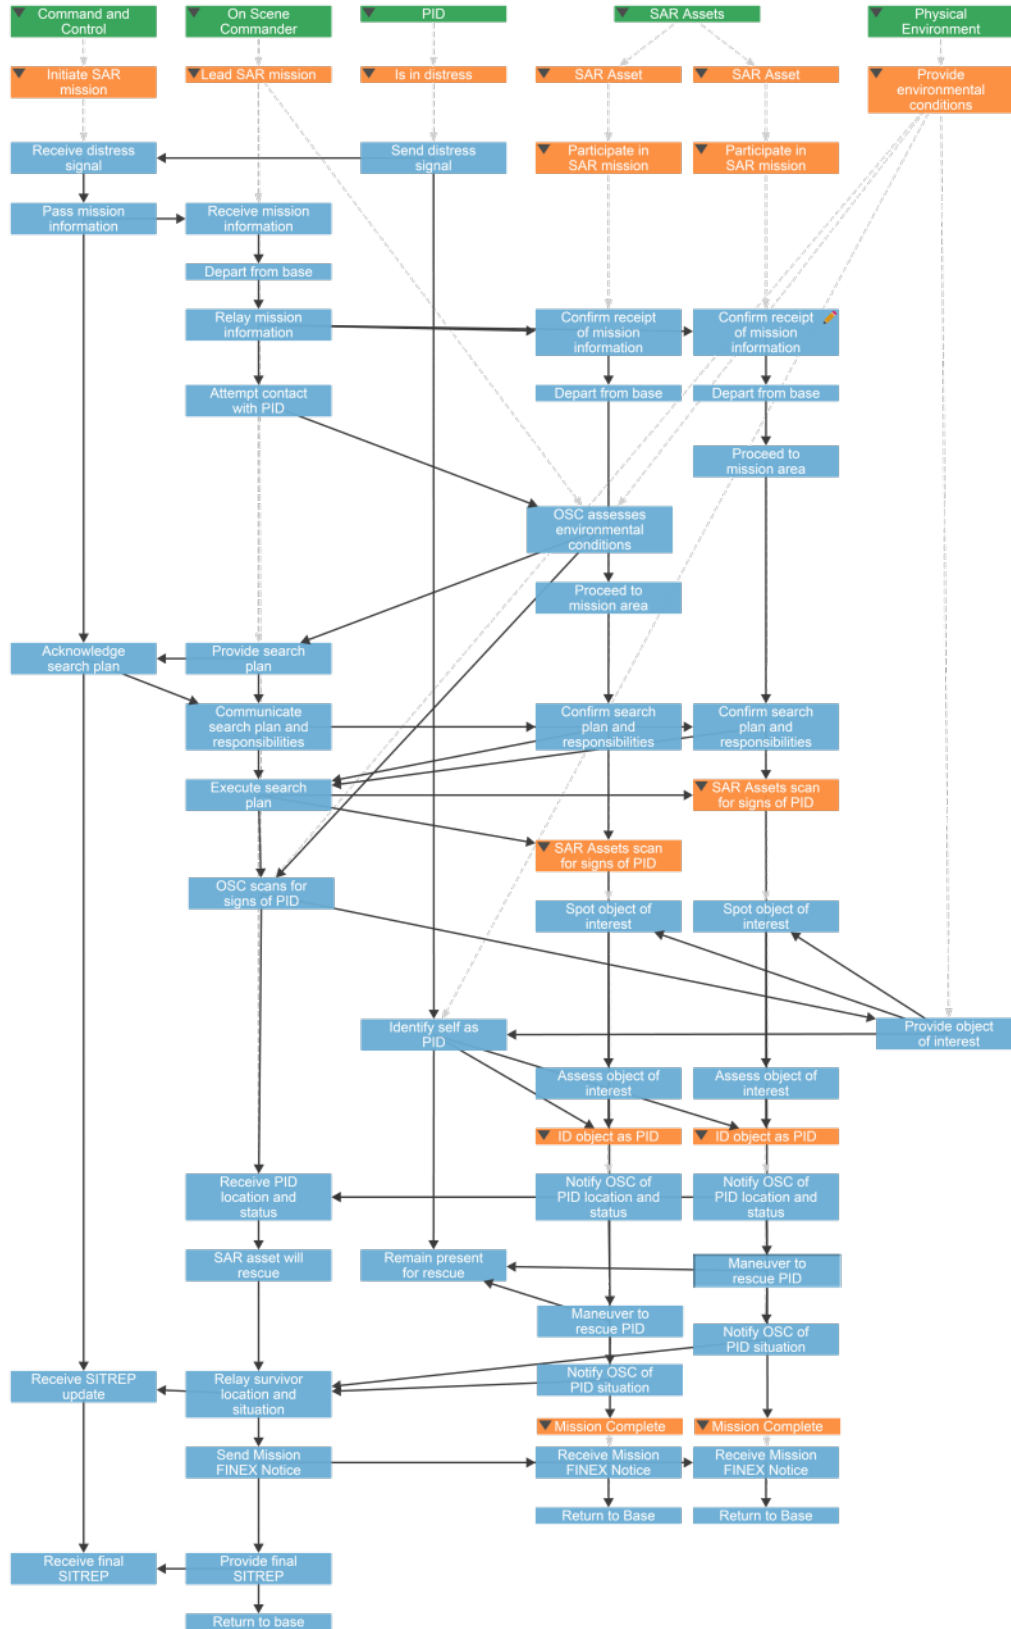 Command and
Control
On Scene
Commander
PID
SAR Assets
Physical
Environment
Initiate SAR
mission
Lead SAR mission
Is in distress
SAR Asset
SAR Asset
Provide
environmental
conditions
Receive distress
signal
Send distress
signal
Participate in
SAR mission
Participate in
SAR mission
Pass mission
information
Receive mission
information
Depart from base
Relay mission
information
Confirm receipt
of mission
information
Confirm receipt
of mission
information
Attempt contact
with PID
Depart from base
Depart from base
Proceed to
mission area
OSC assesses
environmental
conditions
Proceed to
mission area
Acknowledge
search plan
Provide search
plan
Communicate
search plan and
responsibilities
Confirm search
plan and
responsibilities
Confirm search
plan and
responsibilities
Execute search
plan
SAR Assets scan
for signs of PID
SAR Assets scan
for signs of PID
OSC scans for
signs of PID
Spot object of
interest
Spot object of
interest
Identify self as
PID
Provide object
of interest
Assess object of
interest
Assess object of
interest
ID object as PID
ID object as PID
Receive PID
location and
status
Notify OSC of
PID location and
status
Notify OSC of
PID location and
status
SAR asset will
rescue
Remain present
for rescue
Maneuver to
rescue PID
Maneuver to
rescue PID
Notify OSC of
PID situation
Receive SITREP
update
Relay survivor
location and
situation
Notify OSC of
PID situation
Mission Complete
Mission Complete
Send Mission
FINEX Notice
Receive Mission
FINEX Notice
Receive Mission
FINEX Notice
Return to Base
Return to Base
Receive final
SITREP
Provide final
SITREP
Return to base